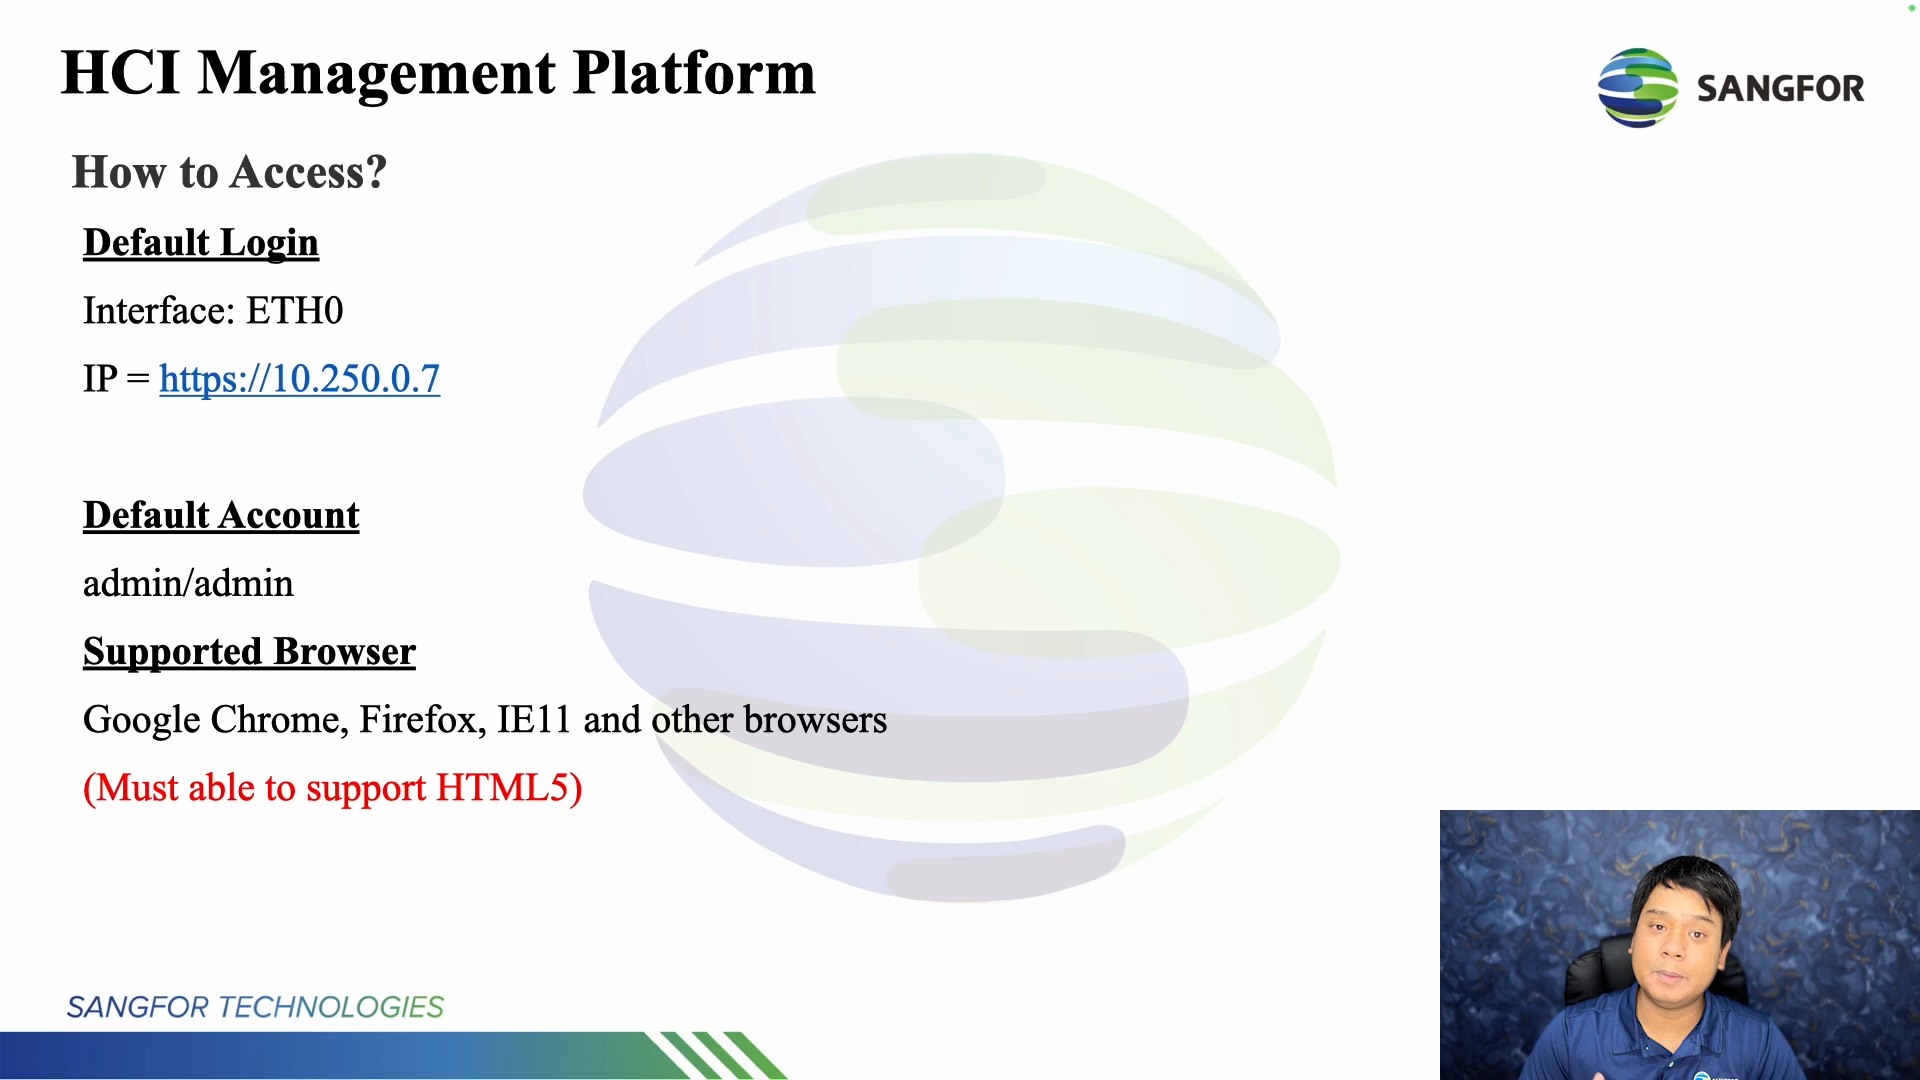 HCI Management Platform
SANGFOR
How to Access?
Default Login
Interface: ETH0
IP = https://10.250.0.7
Default Account
admin/admin
Supported Browser
Google Chrome, Firefox, IE11 and other browsers
(Must able to support HTML5)
SANGFOR TECHNOLOGIES